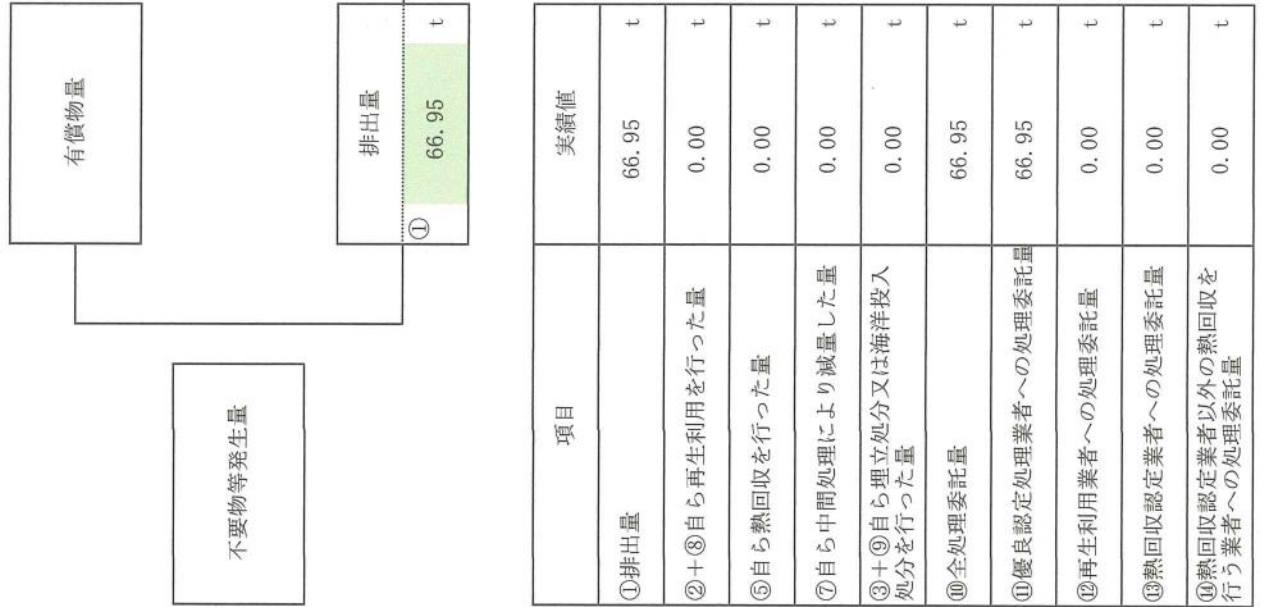 有償物量
不要物等発生量
排出量
① 66.95 t
項目 実績値
①排出量 66.95 t
②+⑧自ら再生利用を行った量 0.00 t
⑤自ら熱回収を行った量 0.00 t
⑦自ら中間処理により減量した量 0.00 t
③+⑨自ら埋立処分又は海洋投入
処分を行った量 0.00 t
⑩全処理委託量 66.95 t
⑪優良認定処理業者への処理委託量 66.95 t
⑫再生利用業者への処理委託量 0.00 t
⑬熱回収認定業者への処理委託量 0.00 t
⑭熱回収認定業者以外の熱回収を
行う業者への処理委託量 0.00 t